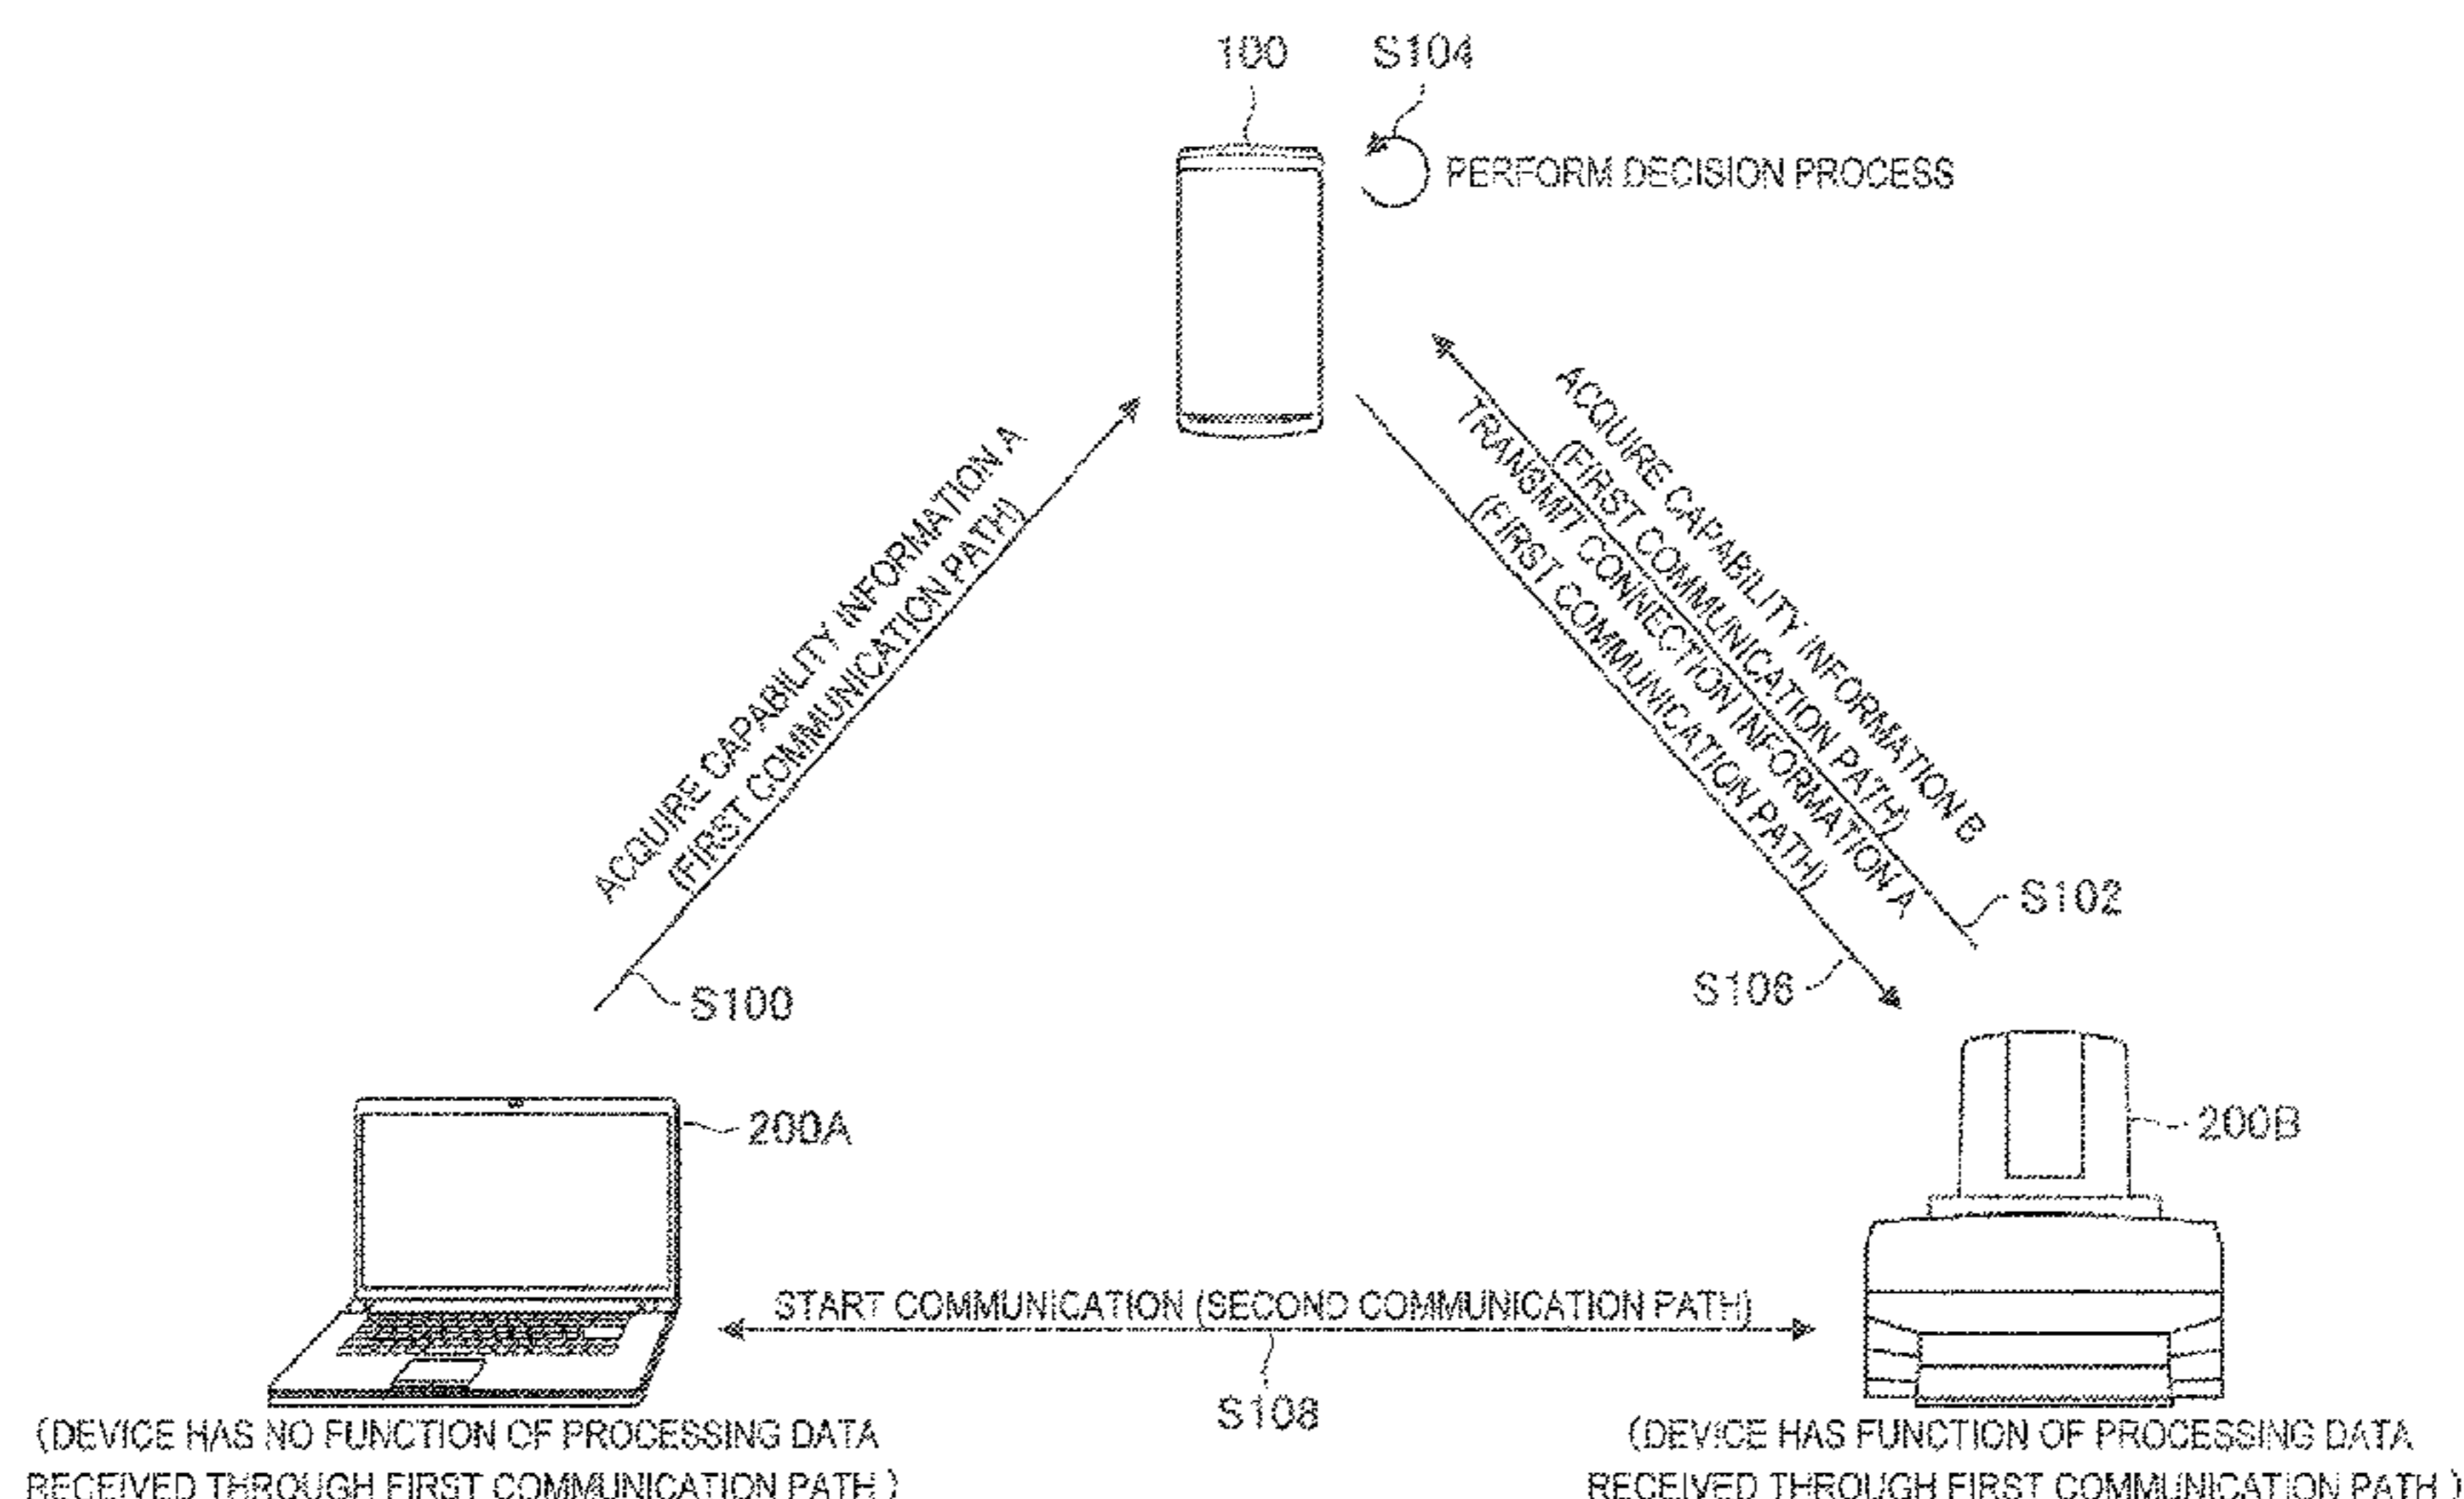 100
S104
PERFORM DECISION PROCESS
ACQUIRE CAPABILITY INFORMATION A
(FIRST COMMUNICATION PATH)
ACQUIRE CAPABILITY INFORMATION B
(FIRST COMMUNICATION PATH)
TRANSMIT CONNECTION INFORMATION A
(FIRST COMMUNICATION PATH)
S102
S106
S100
200A
200B
START COMMUNICATION (SECOND COMMUNICATION PATH)
S108
(DEVICE HAS NO FUNCTION OF PROCESSING DATA
RECEIVED THROUGH FIRST COMMUNICATION PATH)
(DEVICE HAS FUNCTION OF PROCESSING DATA
RECEIVED THROUGH FIRST COMMUNICATION PATH)